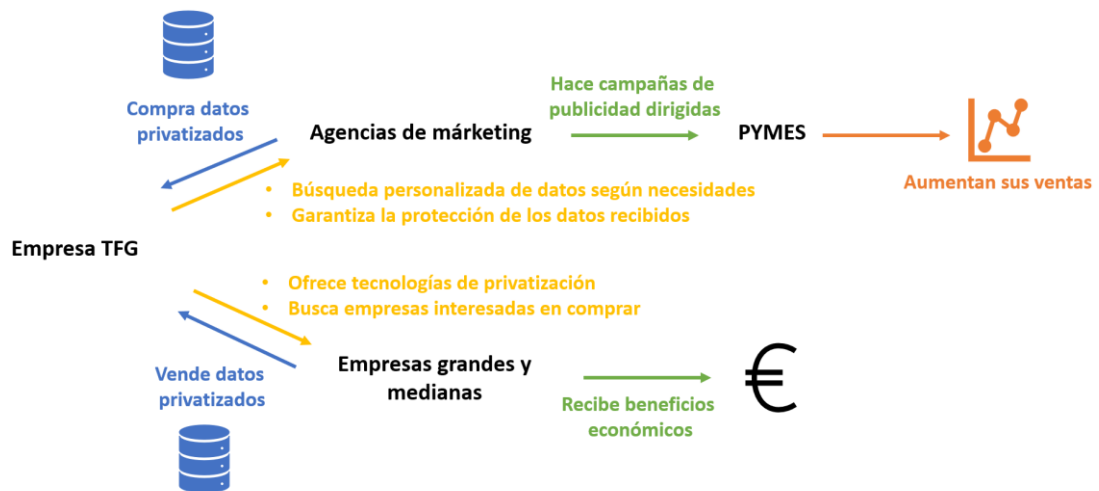 Compra datos
privatizados
Agencias de márketing
Hace campañas de
publicidad dirigidas
PYMES
Aumentan sus ventas
• Búsqueda personalizada de datos según necesidades
• Garantiza la protección de los datos recibidos
Empresa TFG
• Ofrece tecnologías de privatización
• Busca empresas interesadas en comprar
Vende datos
privatizados
Empresas grandes y
medianas
Recibe beneficios
económicos
€